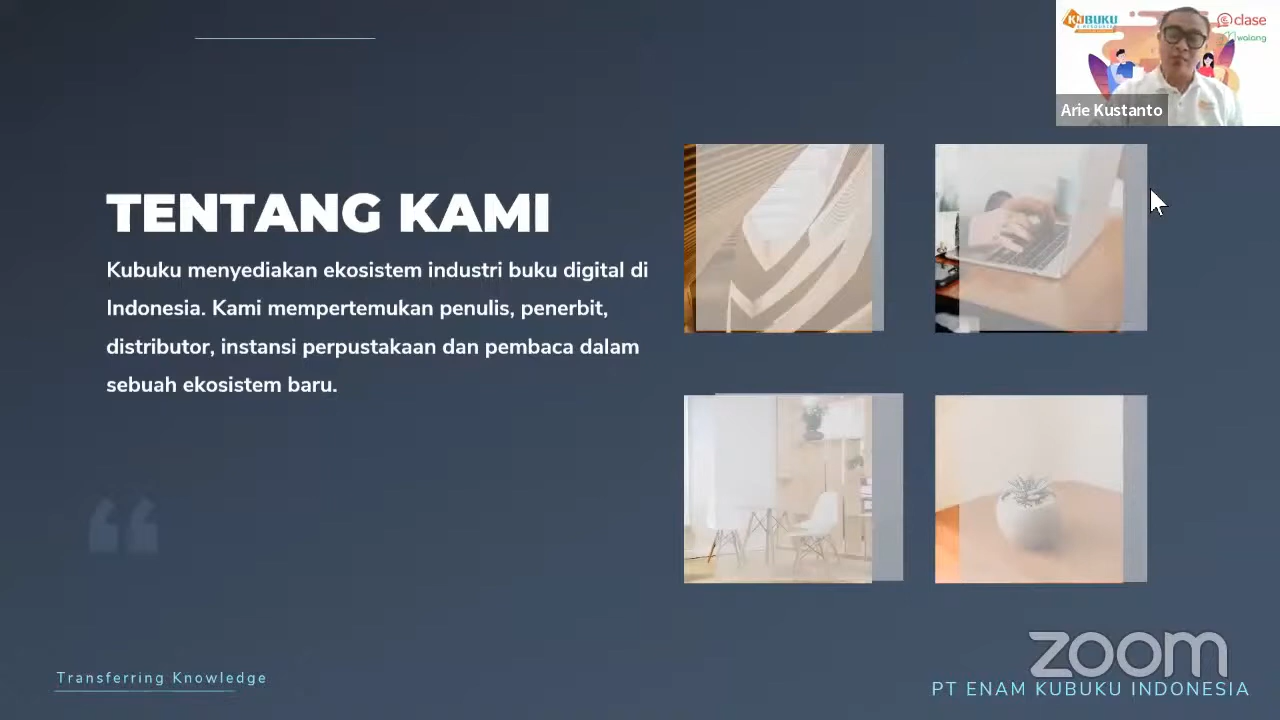 KUBUKU
clase
walang
Arie Kustanto
TENTANG KAMI
Kubuku menyediakan ekosistem industri buku digital di
Indonesia. Kami mempertemukan penulis, penerbit,
distributor, instansi perpustakaan dan pembaca dalam
sebuah ekosistem baru.
Transferring Knowledge
zoom
PT ENAM KUBUKU INDONESIA